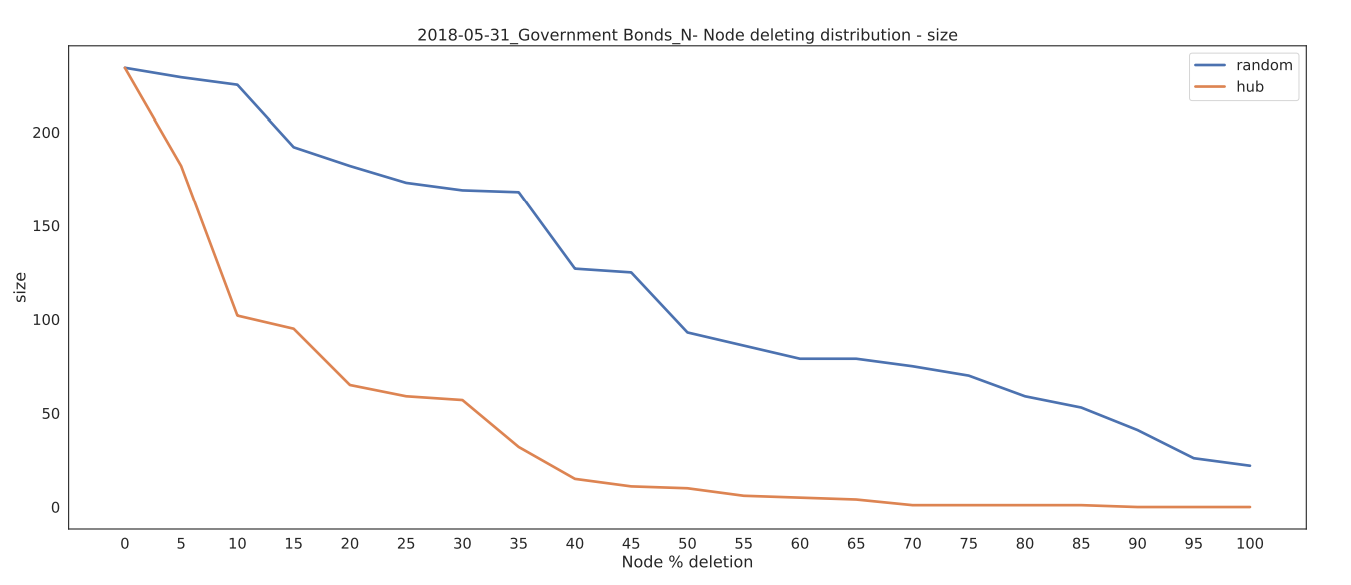 2018-05-31_Government Bonds_N- Node deleting distribution - size
random
hub
size
200
150
100
50
0
0 5 10 15 20 25 30 35 40 45 50 55 60 65 70 75 80 85 90 95 100
Node % deletion